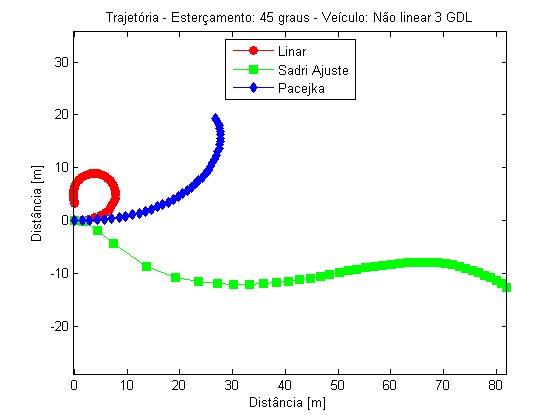 Trajetória - Esterçamento: 45 graus - Veículo: Não linear 3 GDL
Linar
Sadri Ajuste
Pacejka
Distância [m]
30
20
10
0
-10
-20
0
10
20
30
40
50
60
70
80
Distância [m]